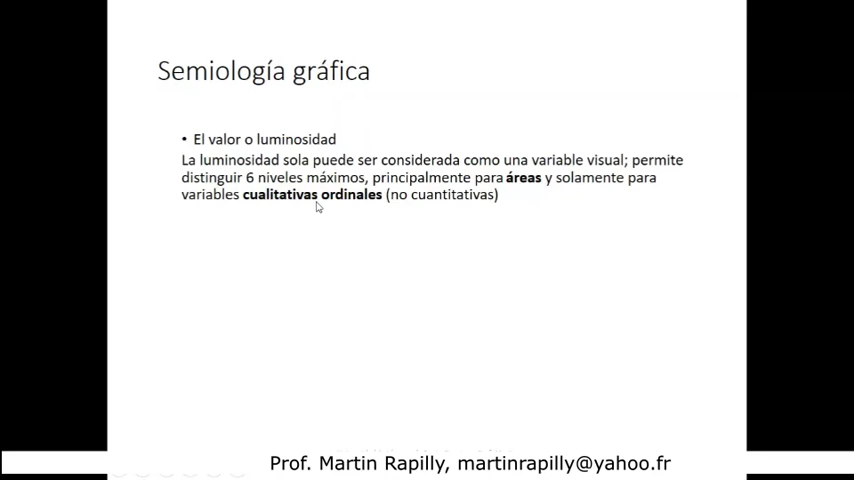 Semiología gráfica
• El valor o luminosidad
La luminosidad sola puede ser considerada como una variable visual; permite
distinguir 6 niveles máximos, principalmente para áreas y solamente para
variables cualitativas ordinales (no cuantitativas)
Prof. Martin Rapilly, martinrapilly@yahoo.fr